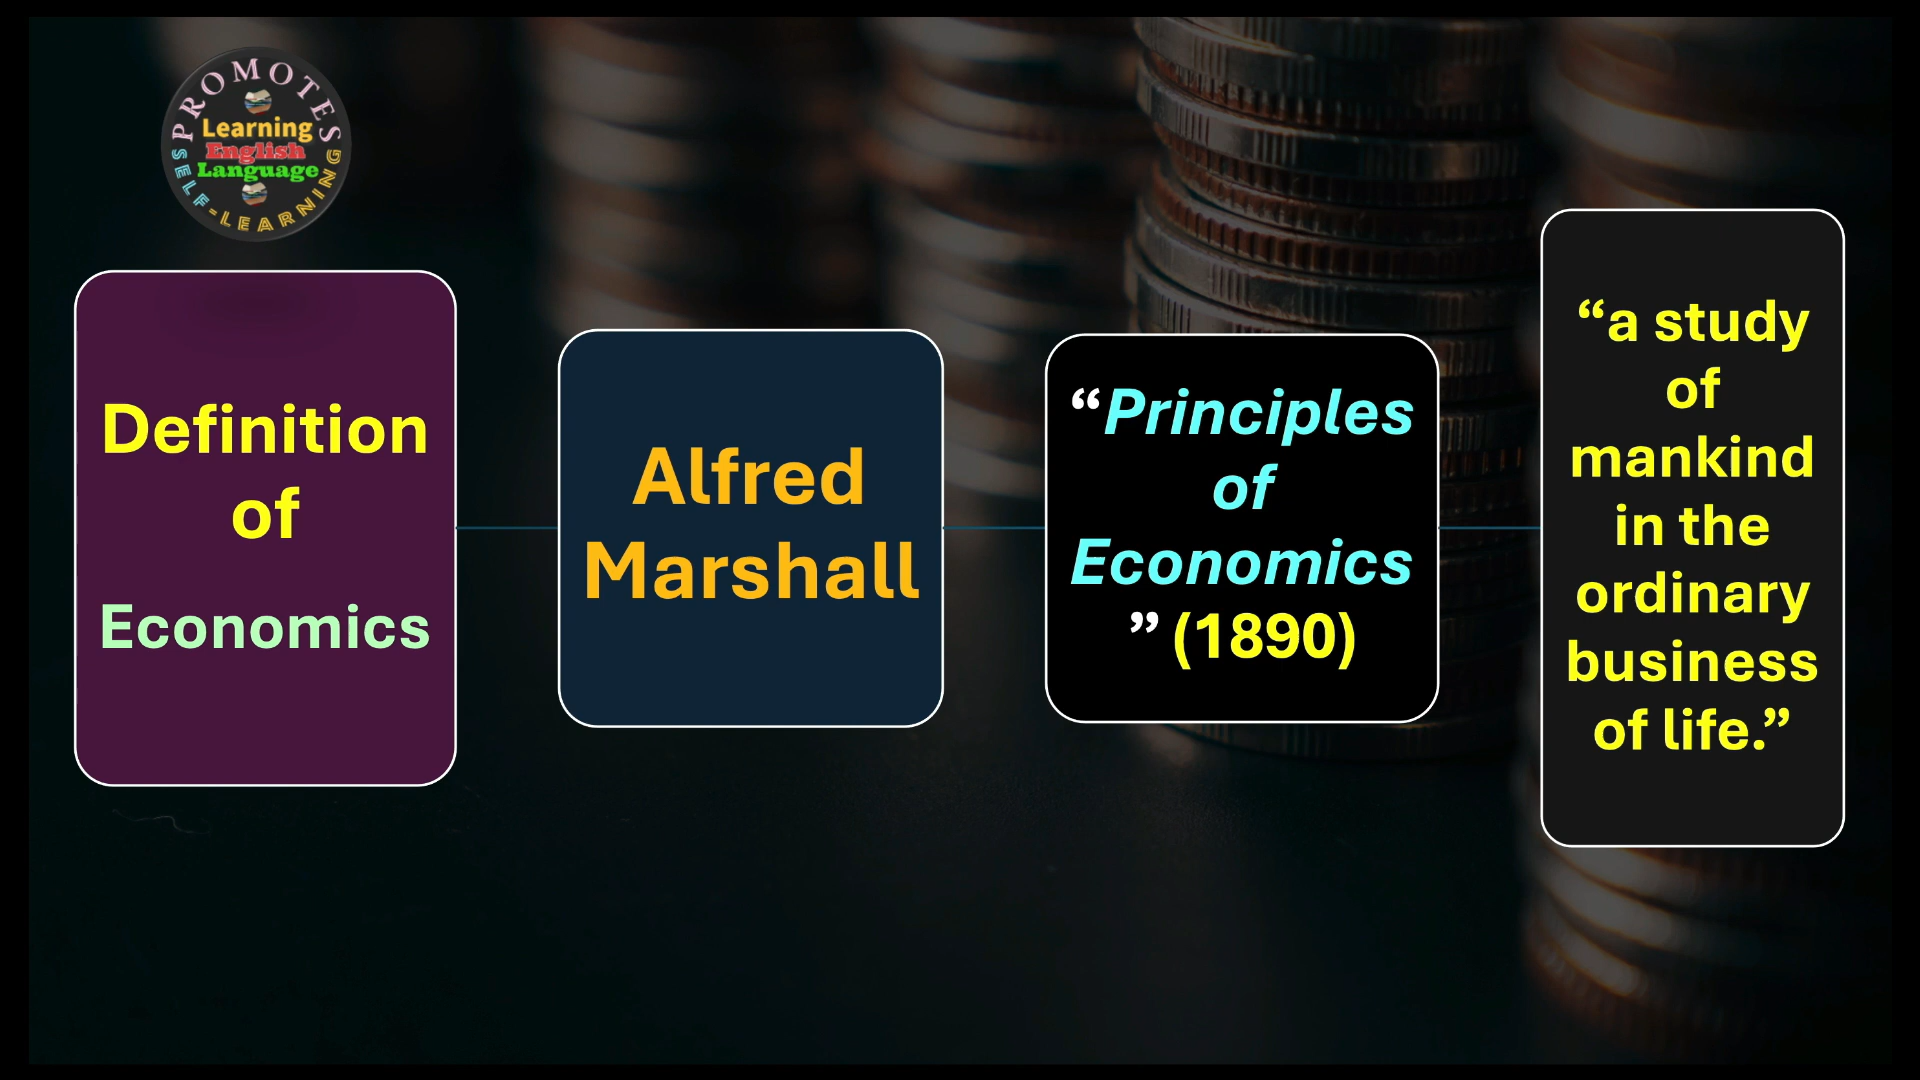 PROMOTES
Learning
English
Language
SELF-LEARNING
Definition
of
Economics
Alfred
Marshall
“Principles
of
Economics
” (1890)
“a study
of
mankind
in the
ordinary
business
of life.”